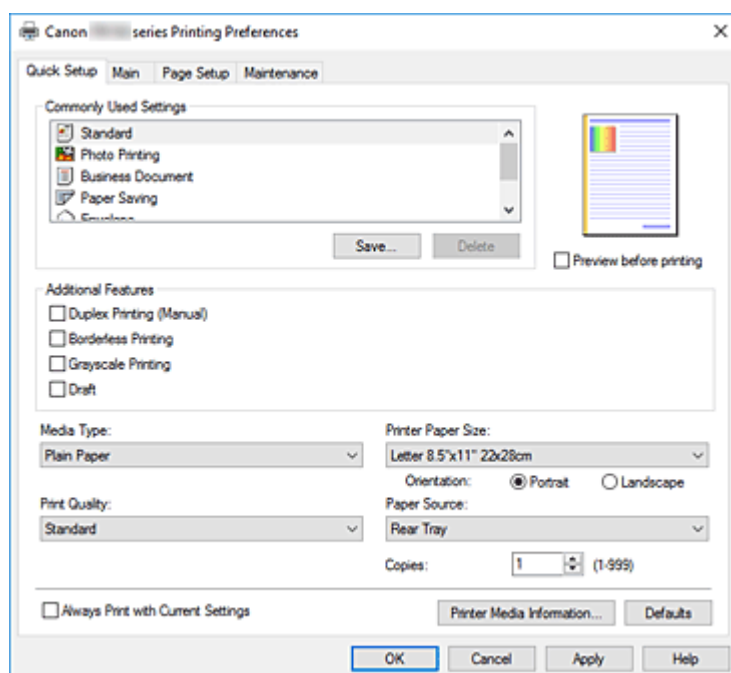 Canon series Printing Preferences
Quick Setup Main Page Setup Maintenance
Commonly Used Settings
Standard
Photo Printing
Business Document
Paper Saving
Save... Delete
Preview before printing
Additional Features
Duplex Printing (Manual)
Borderless Printing
Grayscale Printing
Draft
Media Type: Printer Paper Size:
Plain Paper Letter 8.5"x11" 22x28cm
Orientation: Portrait Landscape
Print Quality: Paper Source:
Standard Rear Tray
Copies: 1 (1-999)
Always Print with Current Settings Printer Media Information... Defaults
OK Cancel Apply Help